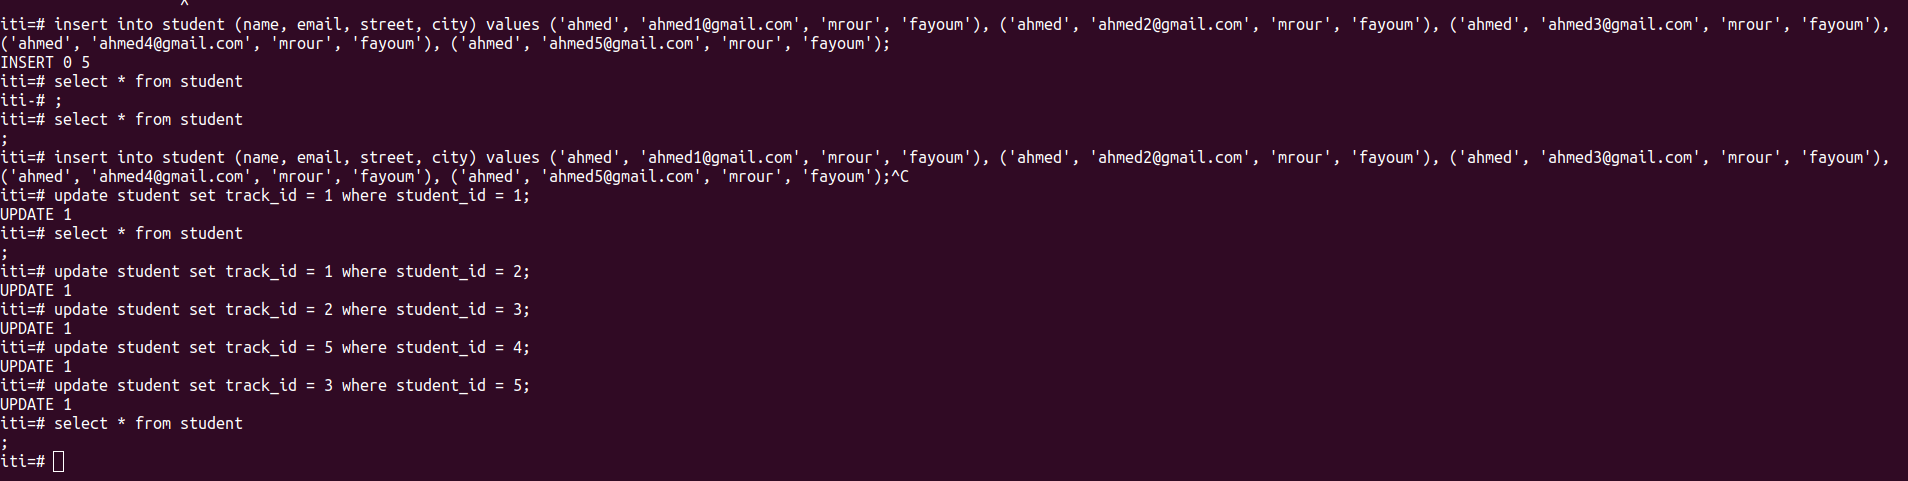 ^
iti=# insert into student (name, email, street, city) values ('ahmed', 'ahmed1@gmail.com', 'mrour', 'fayoum'), ('ahmed', 'ahmed2@gmail.com', 'mrour', 'fayoum'), ('ahmed', 'ahmed3@gmail.com', 'mrour', 'fayoum'),
('ahmed', 'ahmed4@gmail.com', 'mrour', 'fayoum'), ('ahmed', 'ahmed5@gmail.com', 'mrour', 'fayoum');
INSERT 0 5
iti=# select * from student
iti-# ;
iti=# select * from student
;
iti=# insert into student (name, email, street, city) values ('ahmed', 'ahmed1@gmail.com', 'mrour', 'fayoum'), ('ahmed', 'ahmed2@gmail.com', 'mrour', 'fayoum'), ('ahmed', 'ahmed3@gmail.com', 'mrour', 'fayoum'),
('ahmed', 'ahmed4@gmail.com', 'mrour', 'fayoum'), ('ahmed', 'ahmed5@gmail.com', 'mrour', 'fayoum');^C
iti=# update student set track_id = 1 where student_id = 1;
UPDATE 1
iti=# select * from student
;
iti=# update student set track_id = 1 where student_id = 2;
UPDATE 1
iti=# update student set track_id = 2 where student_id = 3;
UPDATE 1
iti=# update student set track_id = 5 where student_id = 4;
UPDATE 1
iti=# update student set track_id = 3 where student_id = 5;
UPDATE 1
iti=# select * from student
;
iti=#